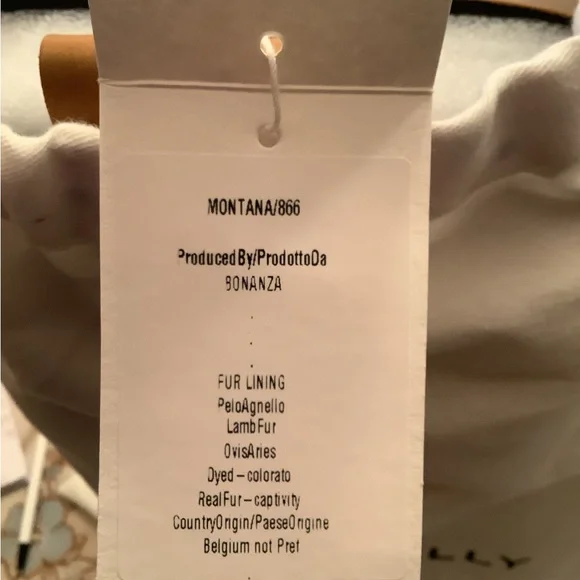 MONTANA/866
ProducedBy/ProdottoDa
BONANZA
FUR LINING
PeloAgnello
LambFur
OvisAries
Dyed-colorato
RealFur-captivity
CountryOrigin/PaeseOrigine
Belgium not Pref
LLY